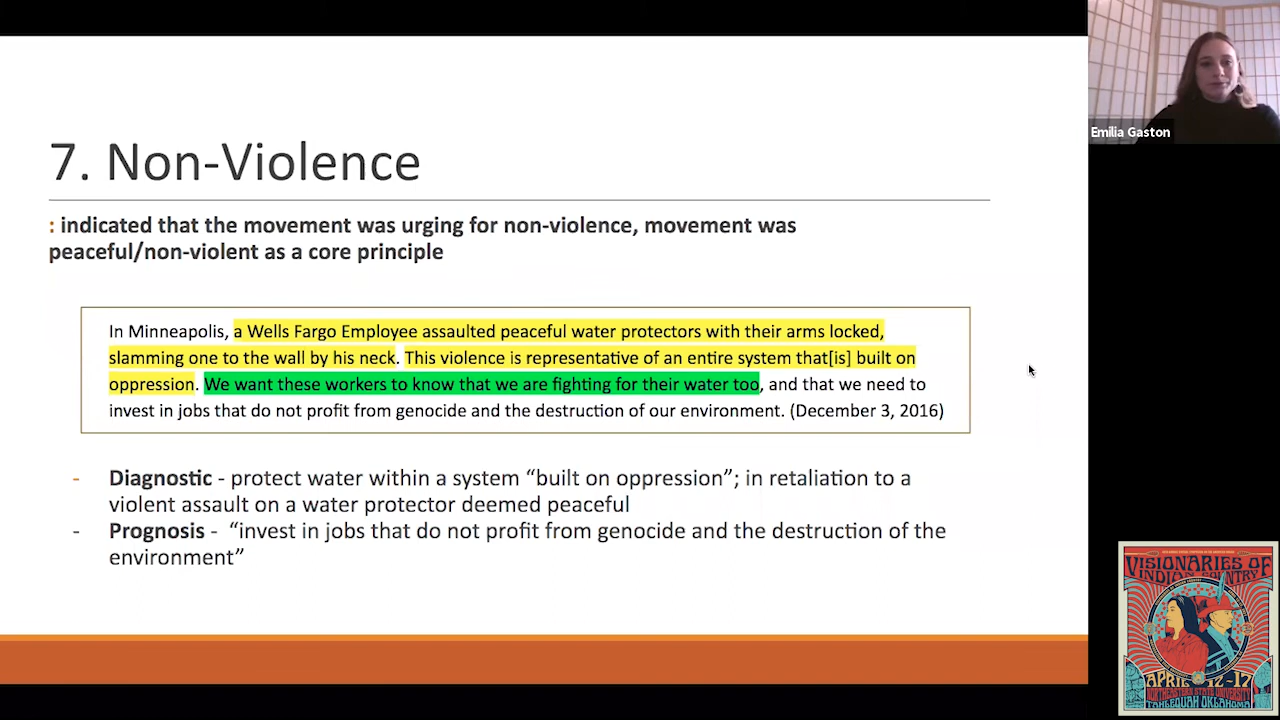 7. Non-Violence
: indicated that the movement was urging for non-violence, movement was
peaceful/non-violent as a core principle
In Minneapolis, a Wells Fargo Employee assaulted peaceful water protectors with their arms locked,
slamming one to the wall by his neck. This violence is representative of an entire system that[is] built on
oppression. We want these workers to know that we are fighting for their water too, and that we need to
invest in jobs that do not profit from genocide and the destruction of our environment. (December 3, 2016)
- Diagnostic - protect water within a system “built on oppression”; in retaliation to a
violent assault on a water protector deemed peaceful
- Prognosis - “invest in jobs that do not profit from genocide and the destruction of the
environment”
Emilia Gaston
VISIONARIES OF
INDIAN COUNTRY
APRIL 12-17
NORTHEASTERN STATE UNIVERSITY
TAHLEQUAH OKLAHOMA